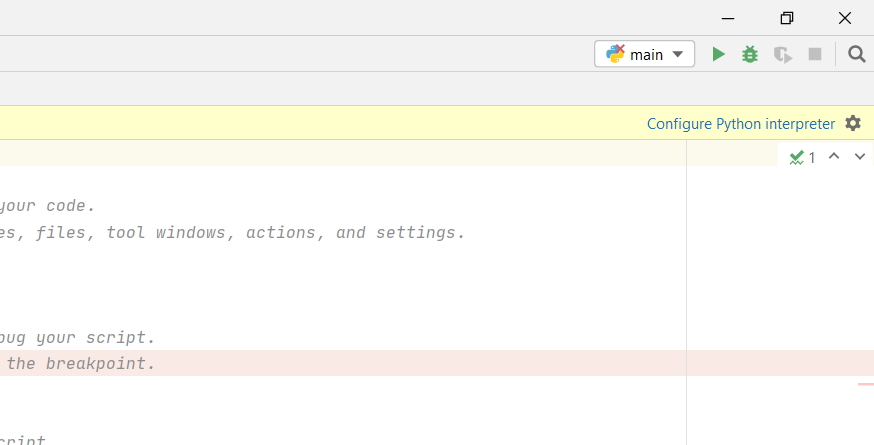 main
Configure Python interpreter
1
your code.
es, files, tool windows, actions, and settings.
bug your script.
the breakpoint.
cript.